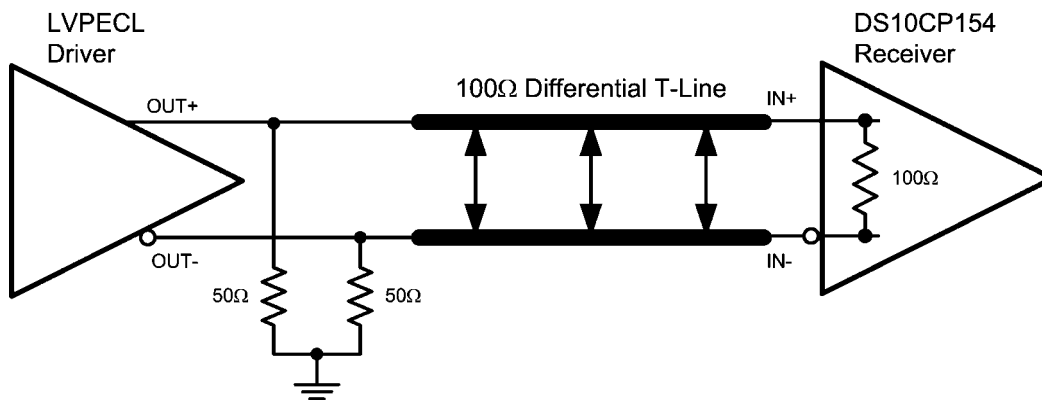 LVPECL
Driver
DS10CP154
Receiver
OUT+
100Ω Differential T-Line
IN+
100Ω
OUT-
IN-
50Ω
50Ω